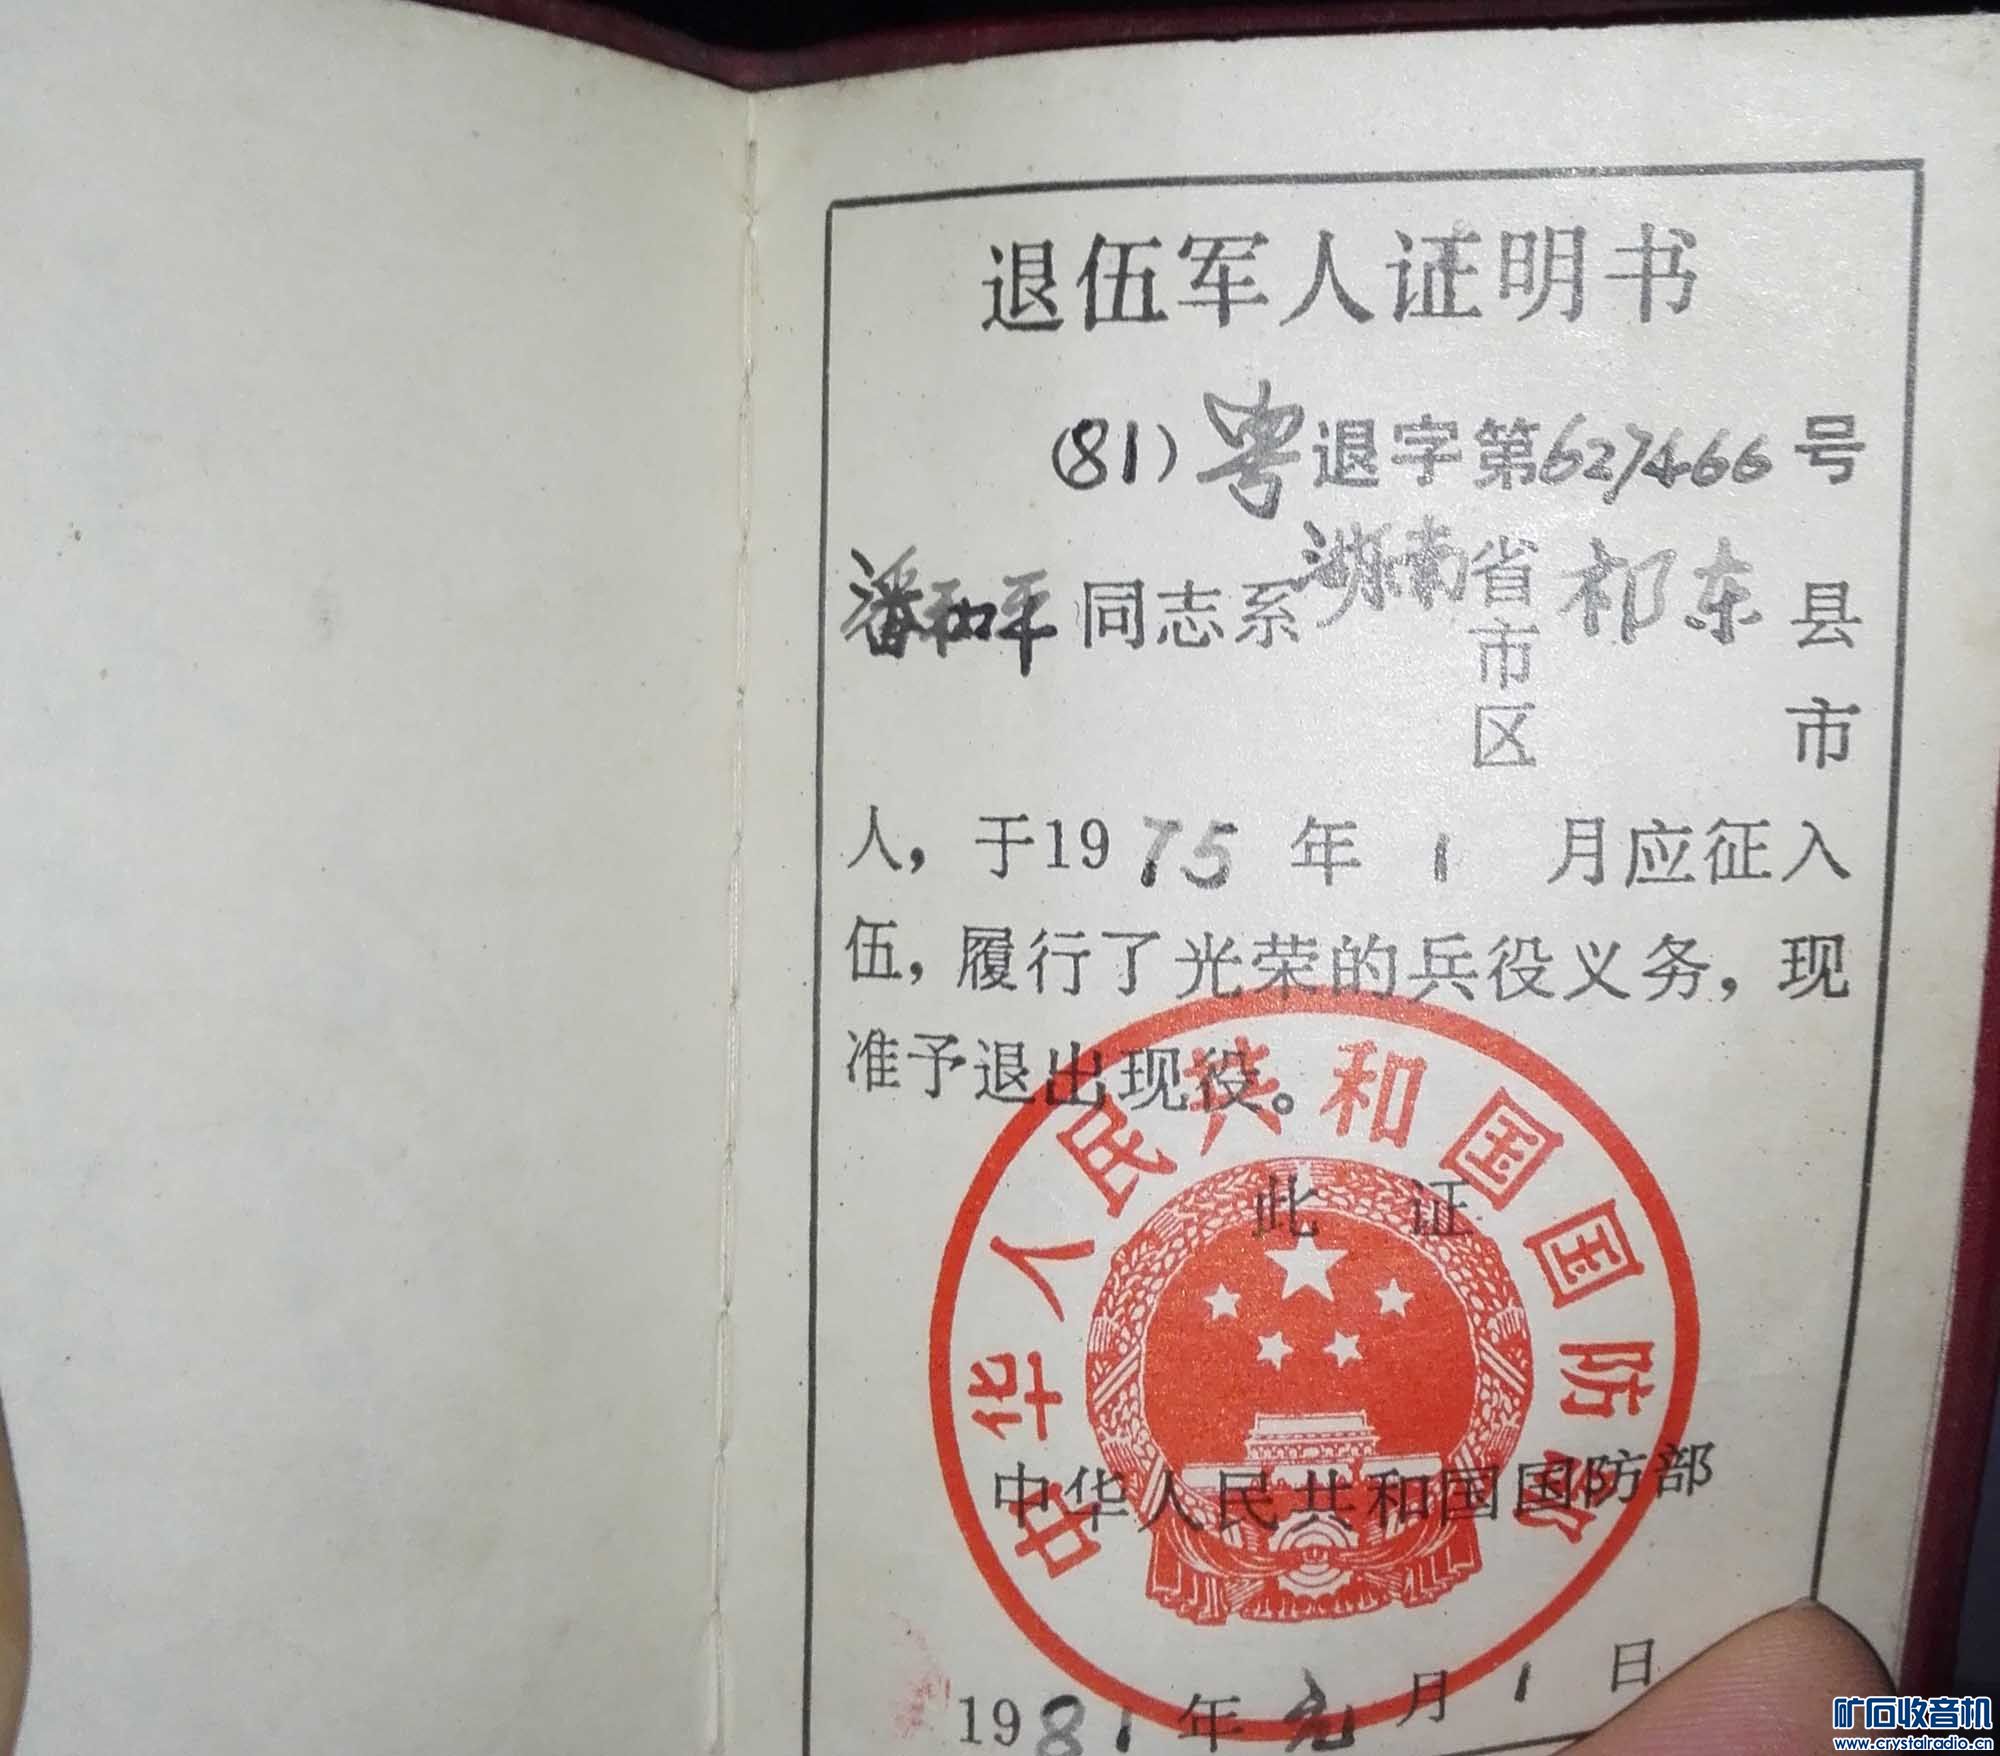 退伍军人证明书
(81)粤退字第627466号
潘和平同志系湖南省市区祁东县市
人，于1975年1月应征入
伍，履行了光荣的兵役义务，现
准予退出现役。
此证
中华人民共和国国防部
中华人民共和国国防部
1981年元月1日
矿石收音机
www.crystalradio.cn